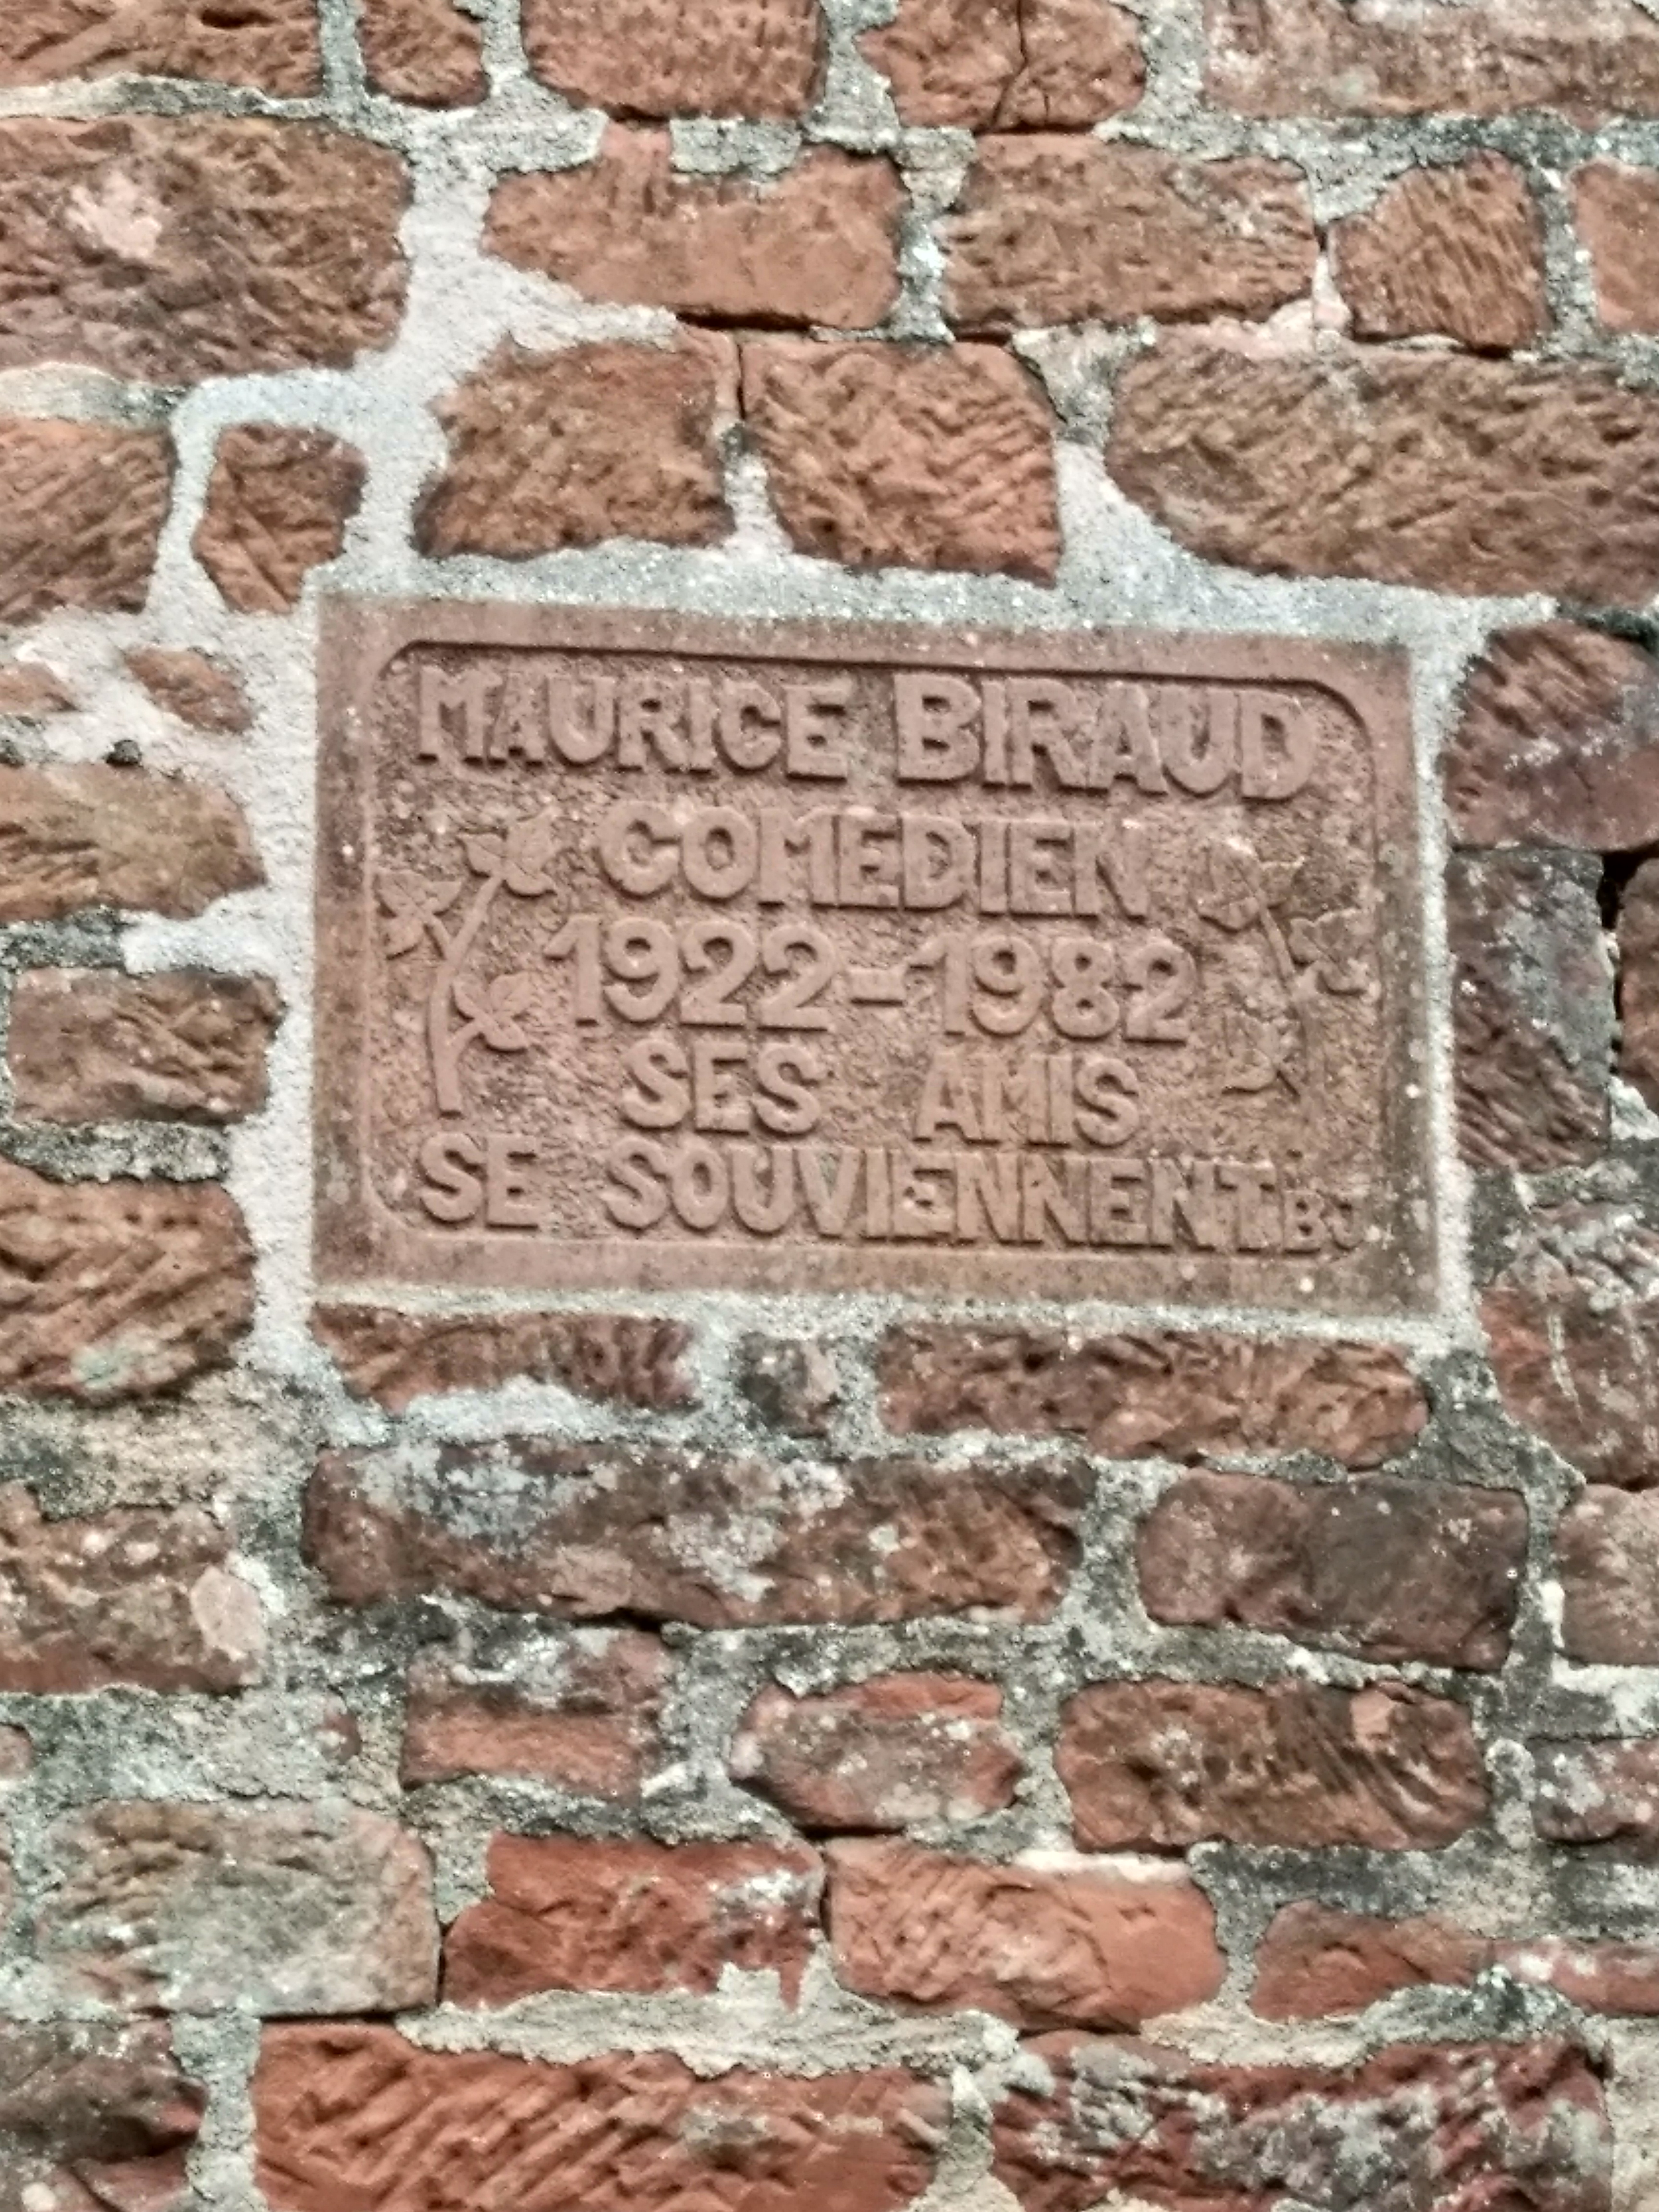 MAURICE BIRAUD
COMEDIEN
1922-1982
SES AMIS
SE SOUVIENNENT BJ